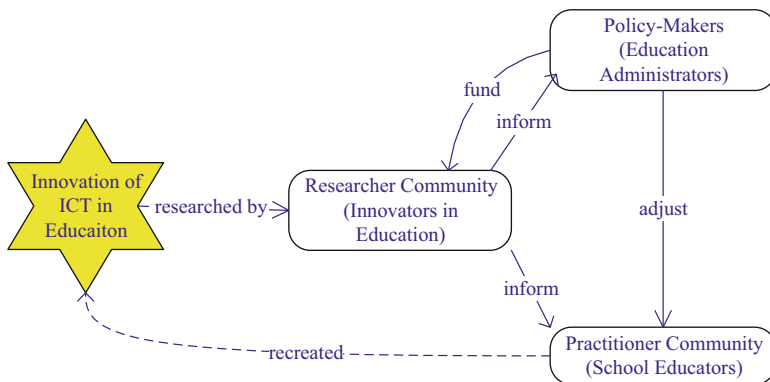 Policy-Makers
(Education
Administrators)
fund
inform
Innovation of
ICT in
Educaiton
researched by
Researcher Community
(Innovators in
Education)
adjust
inform
recreated
Practitioner Community
(School Educators)